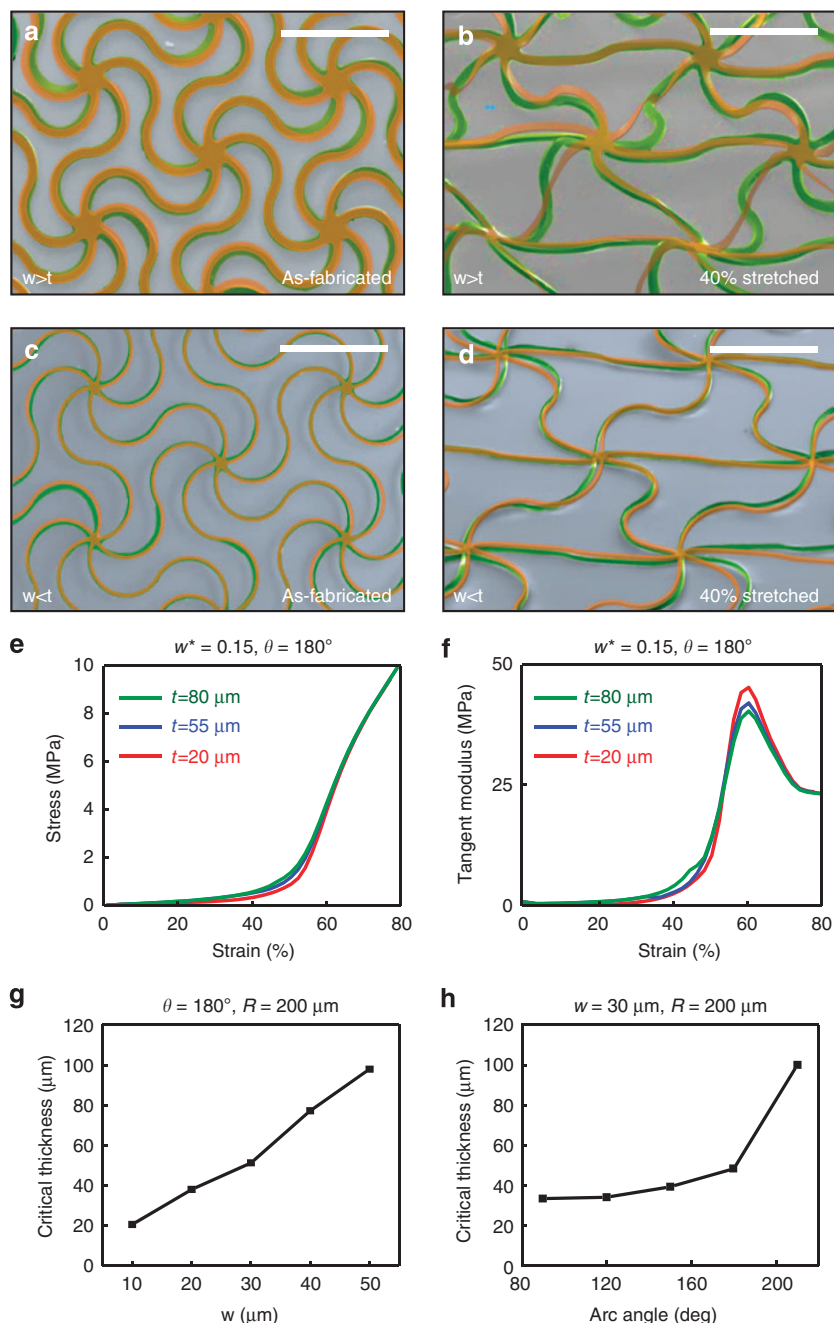 a
w>t
As-fabricated
b
w>t
40% stretched
c
w<t
As-fabricated
d
w<t
40% stretched
e
w* = 0.15, θ = 180°
10
8
6
4
2
0
Stress (MPa)
t=80 μm
t=55 μm
t=20 μm
0 20 40 60 80
Strain (%)
f
w* = 0.15, θ = 180°
50
25
0
Tangent modulus (MPa)
t=80 μm
t=55 μm
t=20 μm
0 20 40 60 80
Strain (%)
g
θ = 180°, R = 200 μm
120
100
80
60
40
20
0
Critical thickness (μm)
10 20 30 40 50
w (μm)
h
w = 30 μm, R = 200 μm
120
100
80
60
40
20
0
Critical thickness (μm)
80 120 160 200
Arc angle (deg)